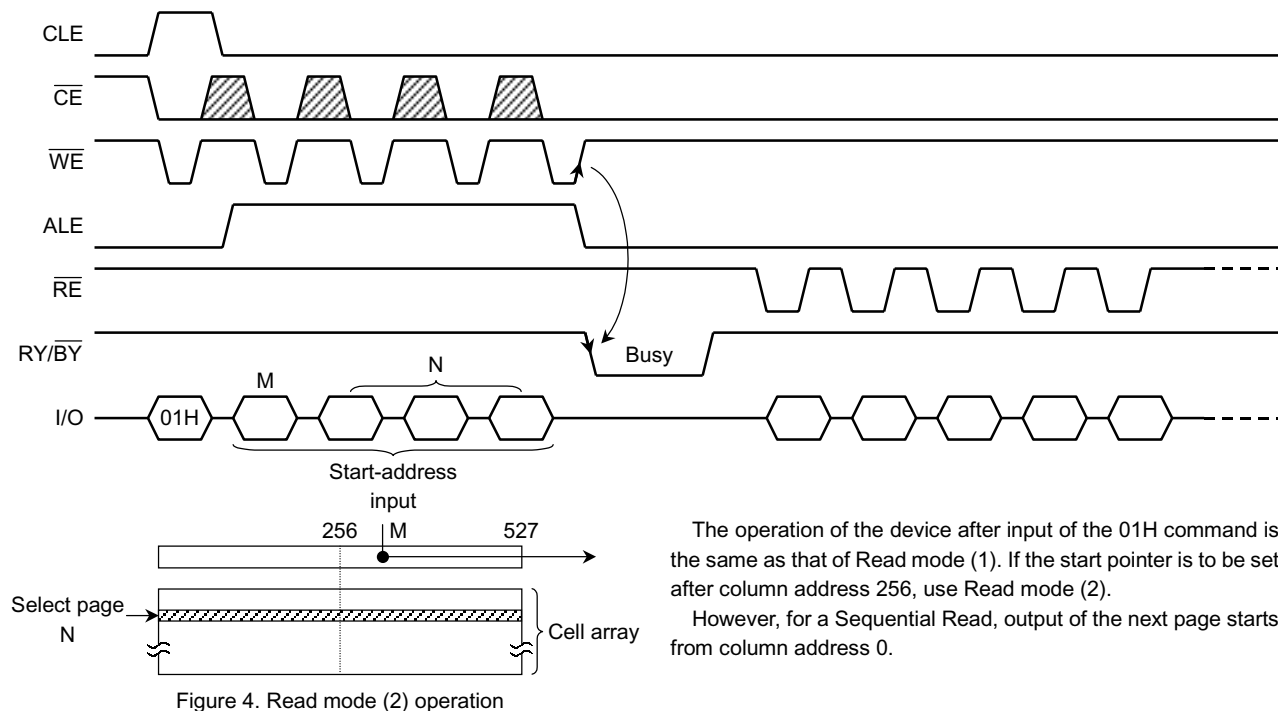 CLE
CE
WE
ALE
RE
RY/BY
Busy
M
N
I/O
01H
Start-address
input
256
M
527
Select page
N
Cell array
Figure 4. Read mode (2) operation
The operation of the device after input of the 01H command is
the same as that of Read mode (1). If the start pointer is to be set
after column address 256, use Read mode (2).
However, for a Sequential Read, output of the next page starts
from column address 0.